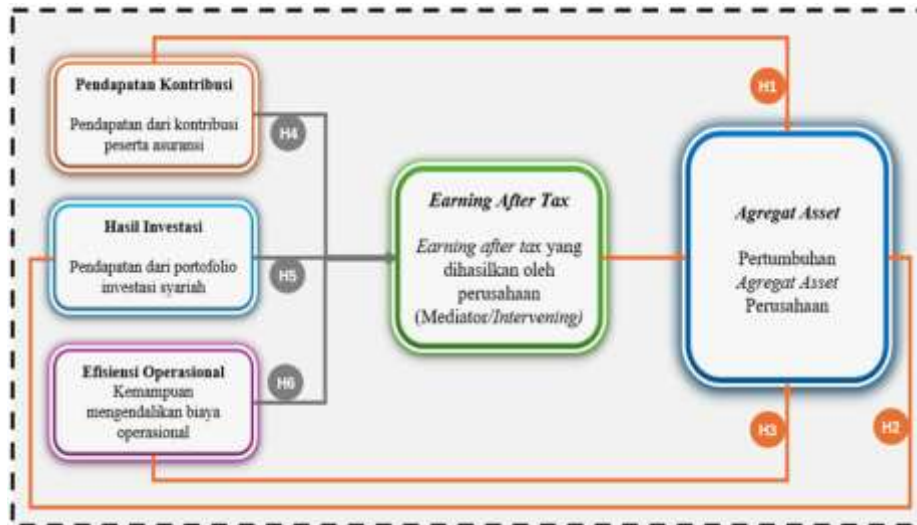 Pendapatan Kontribusi
Pendapatan dari kontribusi
peserta asuransi
H1
H4
Hasil Investasi
Pendapatan dari portofolio
investasi syariah
H5
Earning After Tax
Earning after tax yang
dihasilkan oleh
perusahaan
(Mediator/Intervening)
Agregat Asset
Pertumbuhan
Agregat Asset
Perusahaan
Efisiensi Operasional
Kemampuan
mengendahkan biaya
operasional
H6
H3
H2